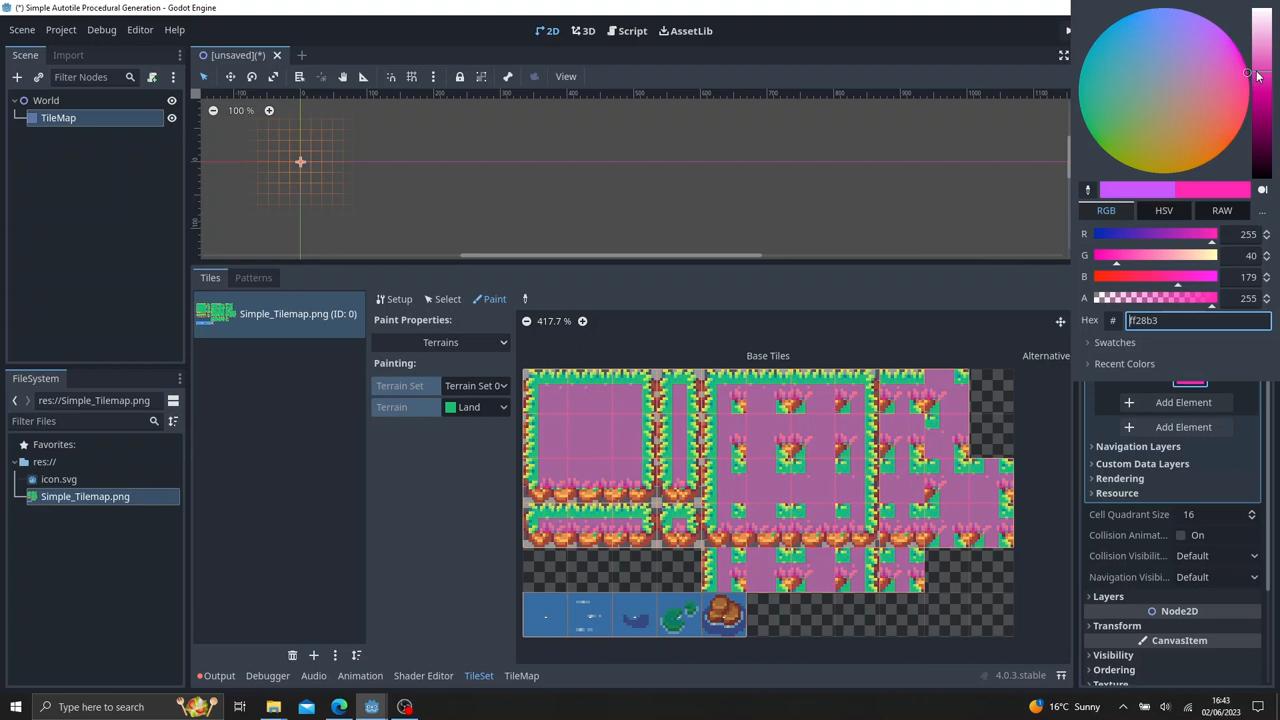 (*) Simple Autotile Procedural Generation - Godot Engine
Scene Project Debug Editor Help
2D 3D Script AssetLib
Scene Import
[unsaved](*)
Filter Nodes
View
World
TileMap
100 %
RGB HSV RAW ...
R 255
G 40
B 179
A 255
Hex # ff28b3
Swatches
Recent Colors
Tiles Patterns
Simple_Tilemap.png (ID: 0)
Setup Select Paint
Paint Properties:
Terrains
Painting:
Terrain Set Terrain Set 0
Terrain Land
417.7 %
Base Tiles
Alternative
FileSystem
res://Simple_Tilemap.png
Filter Files
Favorites:
res://
icon.svg
Simple_Tilemap.png
Add Element
Add Element
Navigation Layers
Custom Data Layers
Rendering
Resource
Cell Quadrant Size 16
Collision Animat... On
Collision Visibilit... Default
Navigation Visibi... Default
Layers
Node2D
Transform
CanvasItem
Visibility
Ordering
Texture
Output Debugger Audio Animation Shader Editor TileSet TileMap
4.0.3.stable
Type here to search
16°C Sunny
16:43
02/06/2023